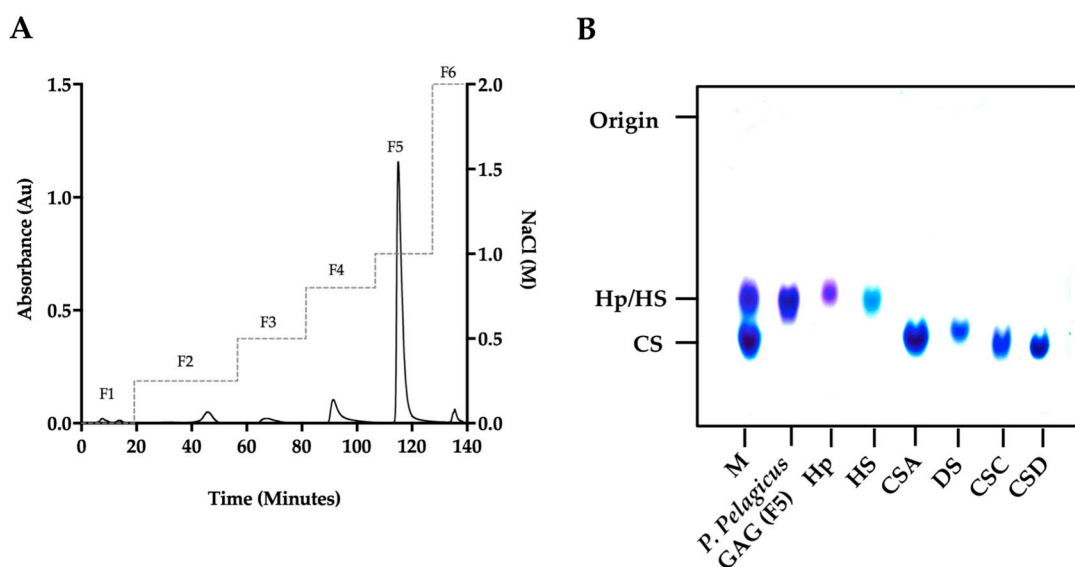 A
B
F6
1.5
2.0
F5
1.5
1.0
1.0
F4
0.5
F3
0.5
F2
F1
0.0
0.0
0
20
40
60
80
100
120
140
Absorbance (Au)
NaCl (M)
Time (Minutes)
Origin
Hp/HS
CS
M
P. Pelagicus
GAG (F5)
Hp
HS
CSA
DS
CSC
CSD